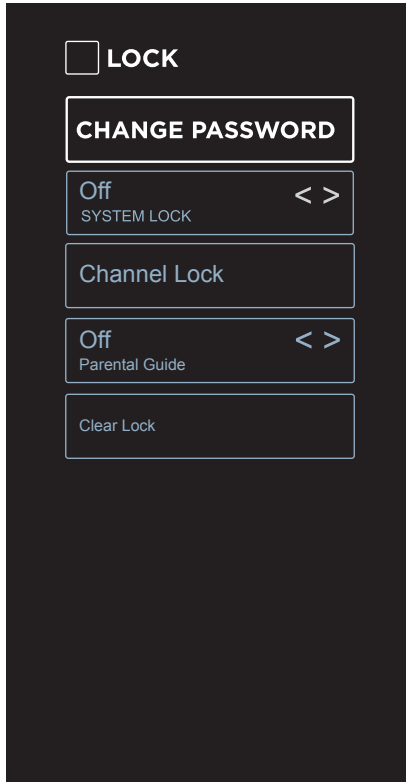 LOCK
CHANGE PASSWORD
Off < >
SYSTEM LOCK
Channel Lock
Off < >
Parental Guide
Clear Lock